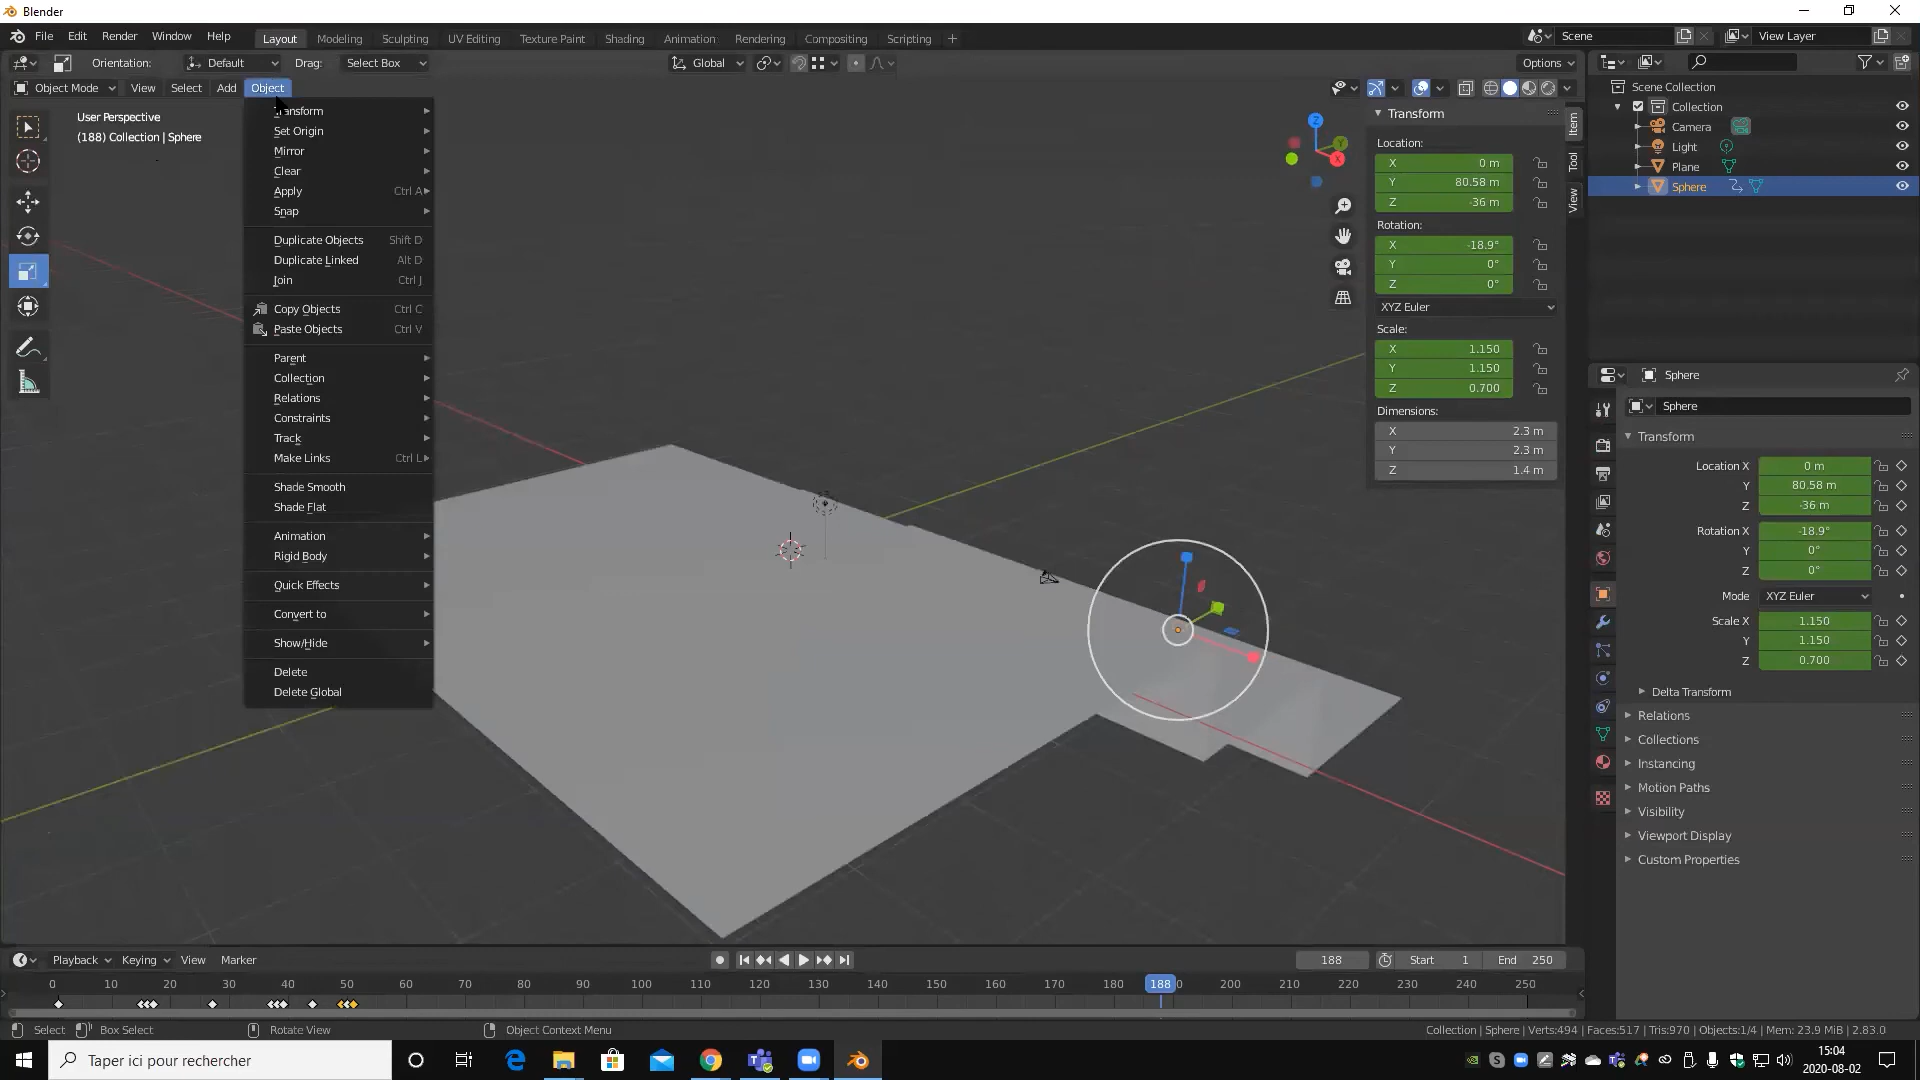 Blender
File Edit Render Window Help Layout Modeling Sculpting UV Editing Texture Paint Shading Animation Rendering Compositing Scripting + Scene View Layer
Orientation: Default Drag: Select Box Global Options
Object Mode View Select Add Object
User Perspective
(188) Collection | Sphere
Transform
Set Origin
Mirror
Clear
Apply Ctrl A
Snap
Duplicate Objects Shift D
Duplicate Linked Alt D
Join Ctrl J
Copy Objects Ctrl C
Paste Objects Ctrl V
Parent
Collection
Relations
Constraints
Track
Make Links Ctrl L
Shade Smooth
Shade Flat
Animation
Rigid Body
Quick Effects
Convert to
Show/Hide
Delete
Delete Global
Z
Y
X
Transform
Location:
X 0 m
Y 80.58 m
Z -36 m
Rotation:
X -18.9°
Y 0°
Z 0°
XYZ Euler
Scale:
X 1.150
Y 1.150
Z 0.700
Dimensions:
X 2.3 m
Y 2.3 m
Z 1.4 m
Item
Tool
View
Scene Collection
Collection
Camera
Light
Plane
Sphere
Sphere
Sphere
Transform
Location X 0 m
Y 80.58 m
Z -36 m
Rotation X -18.9°
Y 0°
Z 0°
Mode XYZ Euler
Scale X 1.150
Y 1.150
Z 0.700
Delta Transform
Relations
Collections
Instancing
Motion Paths
Visibility
Viewport Display
Custom Properties
Playback Keying View Marker 188 Start 1 End 250
0 10 20 30 40 50 60 70 80 90 100 110 120 130 140 150 160 170 180 188 0 200 210 220 230 240 250
Select Box Select Rotate View Object Context Menu Collection | Sphere | Verts:494 | Faces:517 | Tris:970 | Objects:1/4 | Mem: 23.9 MiB | 2.83.0
Taper ici pour rechercher
15:04
2020-08-02